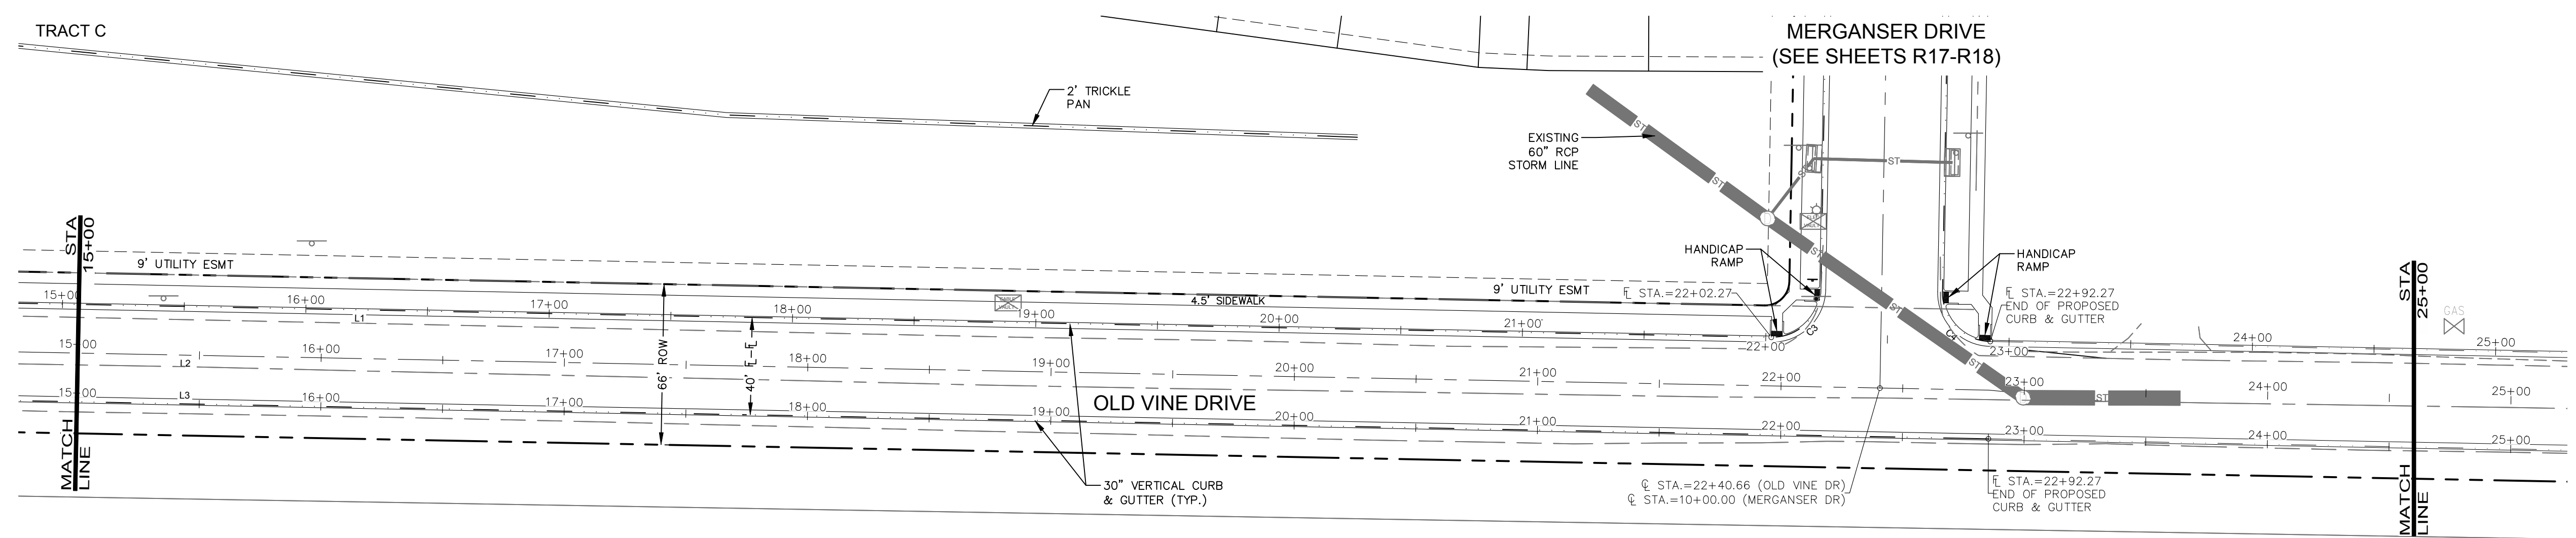 TRACT C
MERGANSER DRIVE
(SEE SHEETS R17-R18)
2' TRICKLE
PAN
EXISTING
60" RCP
STORM LINE
ST
ST
ST
ST
ST
ST
ST
ST
HANDICAP
RAMP
HANDICAP
RAMP
MATCH LINE
STA 15+00
9' UTILITY ESMT
9' UTILITY ESMT
4.5' SIDEWALK
℄ STA.=22+02.27
℄ STA.=22+92.27
END OF PROPOSED
CURB & GUTTER
STA 25+00
MATCH LINE
GAS
15+00
16+00
17+00
18+00
19+00
20+00
21+00
22+00
C3
C4
23+00
24+00
25+00
L1
15+00
16+00
17+00
18+00
19+00
20+00
21+00
22+00
23+00
24+00
25+00
L2
L3
15+00
16+00
17+00
18+00
19+00
20+00
21+00
22+00
23+00
24+00
25+00
66' ROW
40' FL-FL
OLD VINE DRIVE
30" VERTICAL CURB
& GUTTER (TYP.)
℄ STA.=22+40.66 (OLD VINE DR)
℄ STA.=10+00.00 (MERGANSER DR)
FL STA.=22+92.27
END OF PROPOSED
CURB & GUTTER